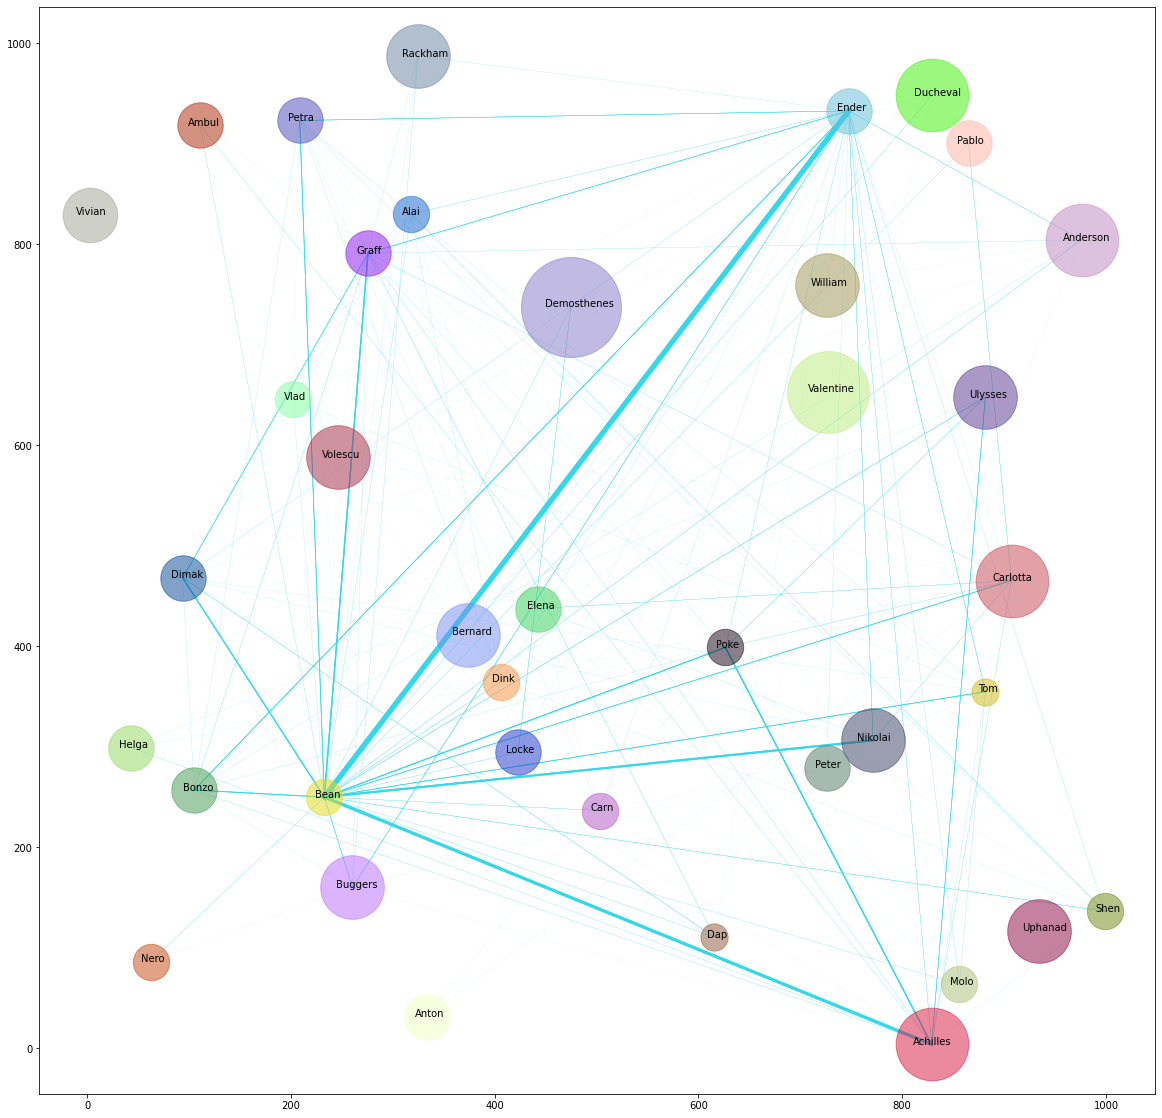 1000
800
600
400
200
0
Rackham
Ender
Ducheval
Petra
Ambul
Pablo
Vivian
Alai
Graff
Anderson
William
Demosthenes
Vlad
Valentine
Ulysses
Volescu
Dimak
Carlotta
Elena
Bernard
Poke
Dink
Tom
Helga
Locke
Nikolai
Peter
Bonzo
Bean
Carn
Buggers
Shen
Uphanad
Dap
Nero
Molo
Anton
Achilles
0 200 400 600 800 1000